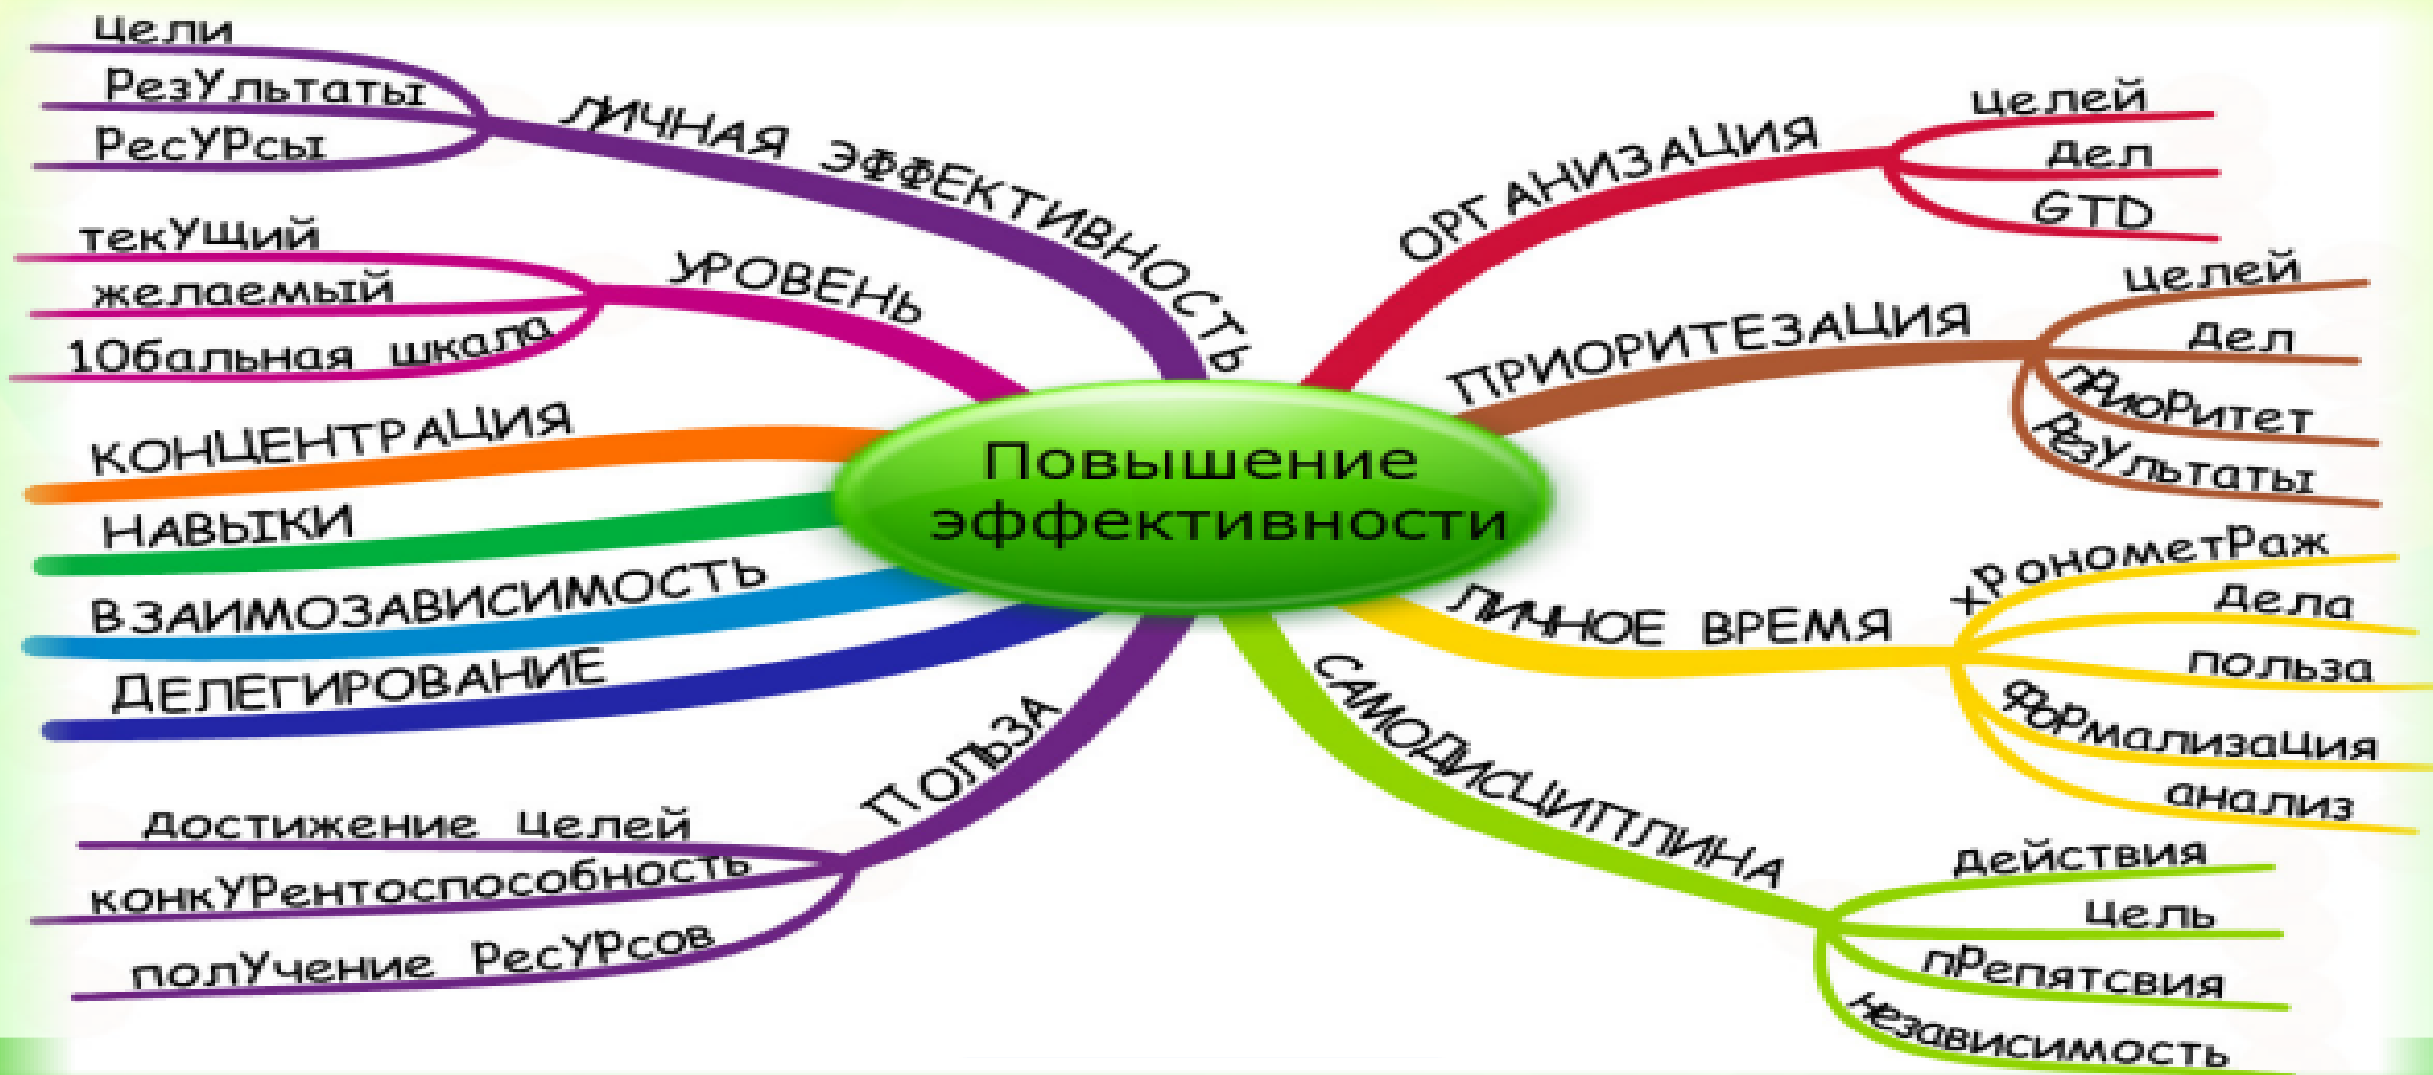 цели
Результаты
РесУРсы
ЛИЧНАЯ ЭФФЕКТИВНОСТЬ
текУЩий
желаемый
10бальная шкала
УРОВЕНЬ
КОНЦЕНТРАЦИЯ
НАВЫКИ
ВЗАИМОЗАВИСИМОСТЬ
ДЕЛЕГИРОВАНИЕ
достижение целей
конкУРентоспособность
полУчение РесУРсов
ПОЛЬЗА
Повышение
эффективности
ОРГАНИЗАЦИЯ
целей
дел
GTD
ПРИОРИТЕЗАЦИЯ
целей
дел
пРиоРитет
РезУльтаты
ЛИЧНОЕ ВРЕМЯ
хРонометРаж
дела
польза
фоРмализация
анализ
САМОДИСЦИПЛИНА
действия
цель
пРепятсвия
независимость